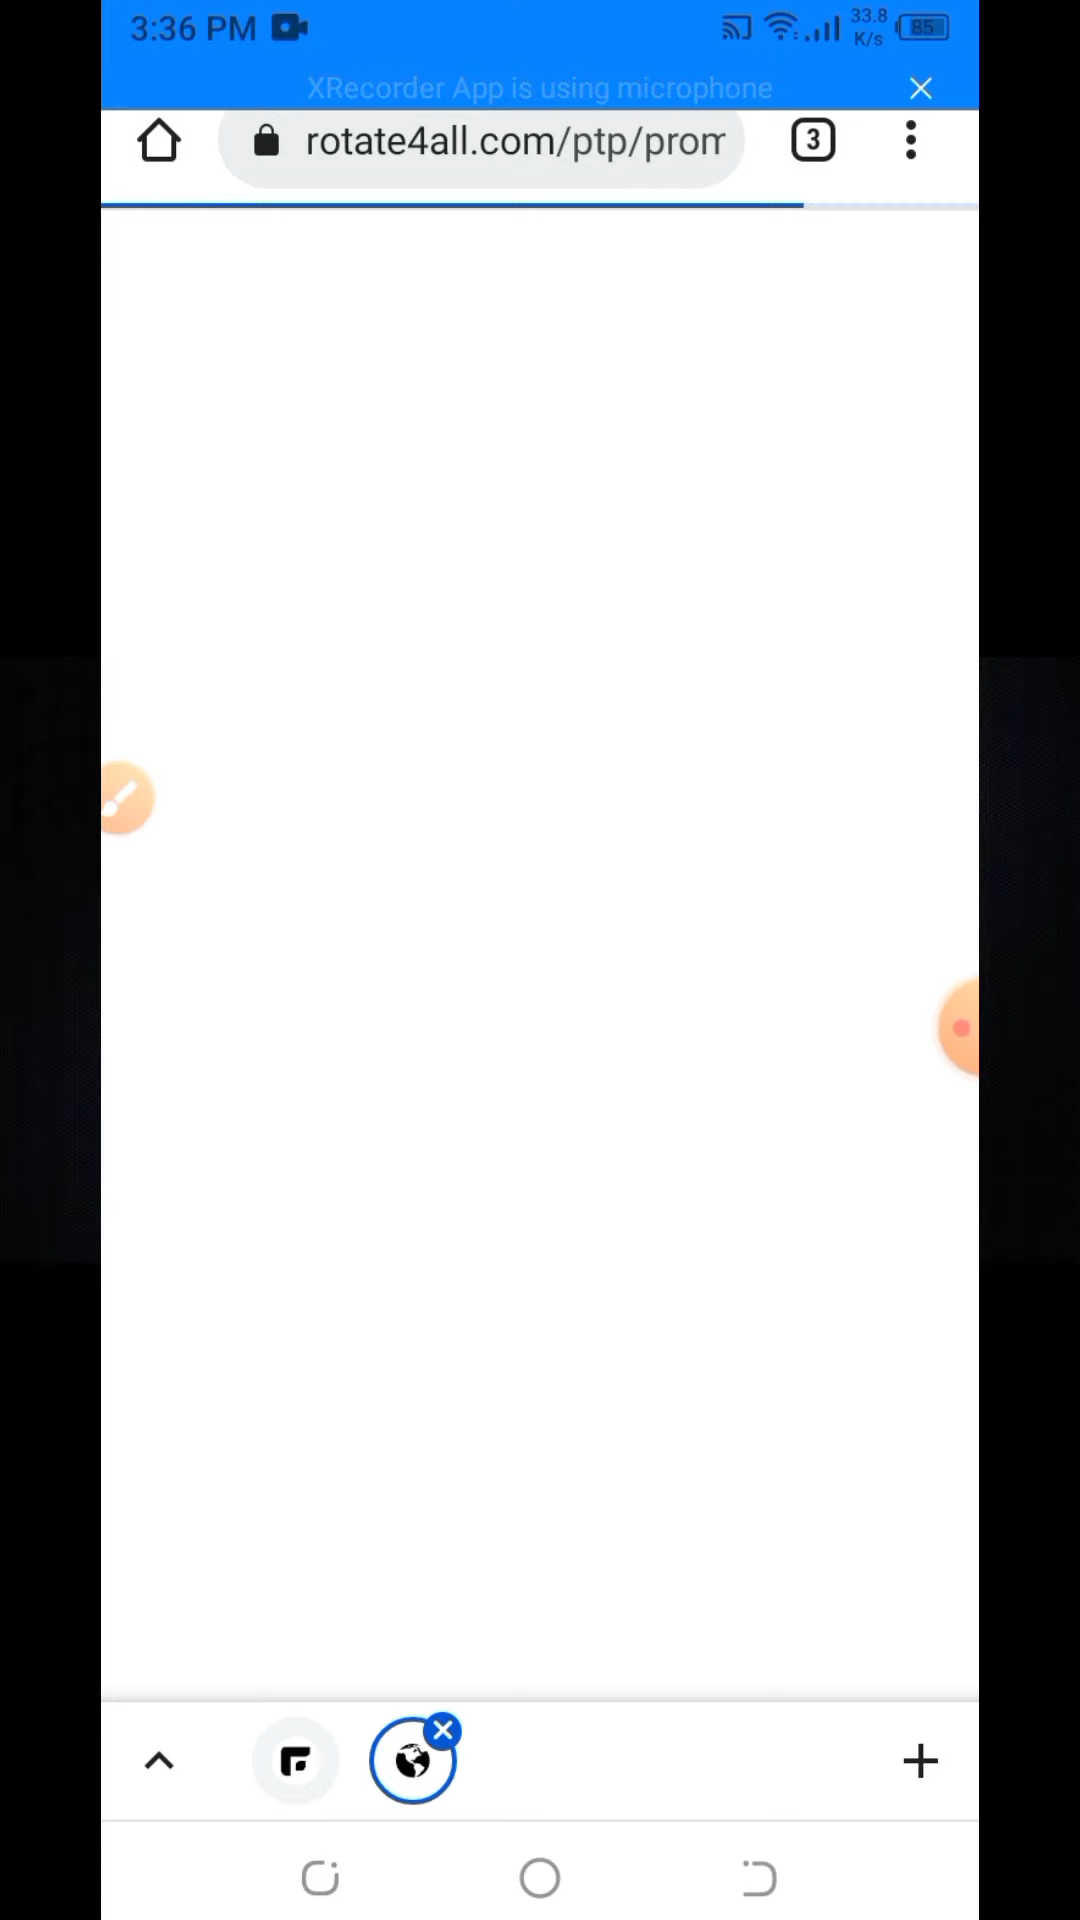 3:36 PM
33.8
K/s
85
XRecorder App is using microphone
rotate4all.com/ptp/prom
3